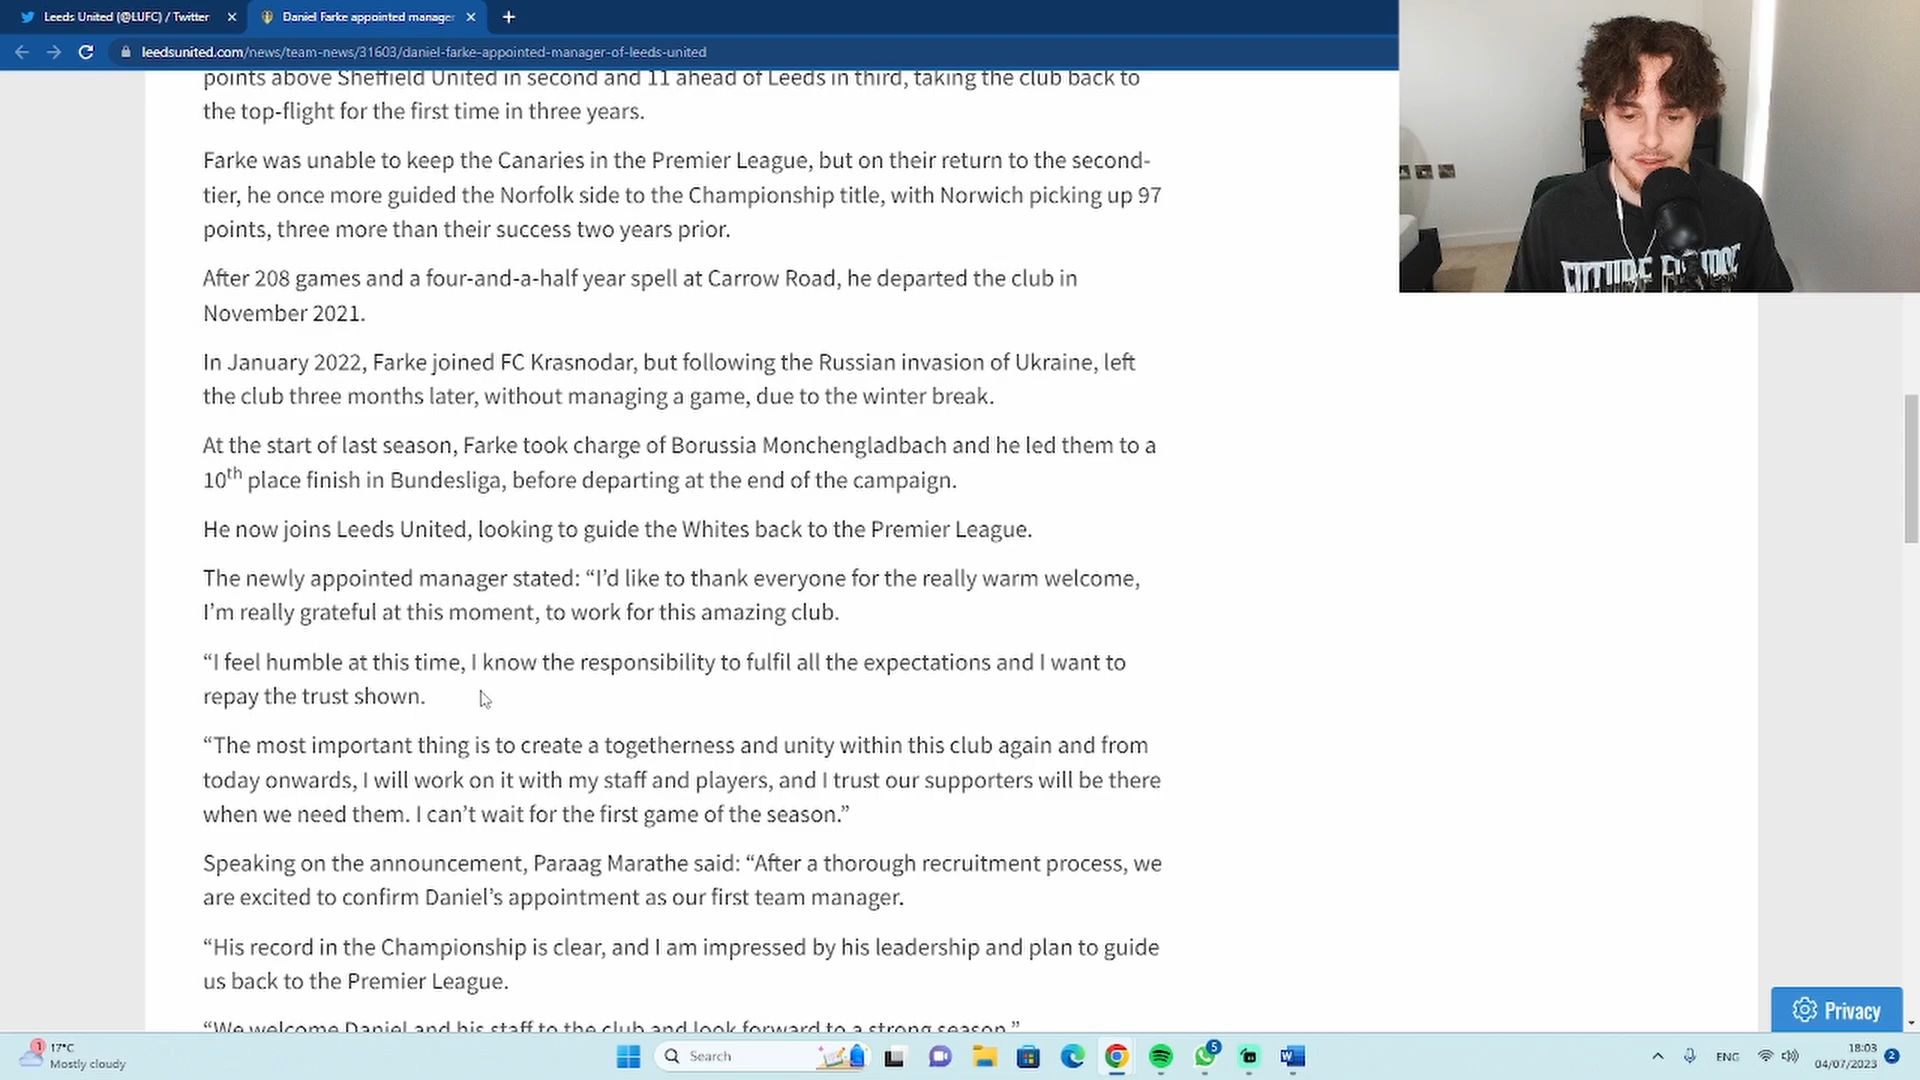 Leeds United (@LUFC) / Twitter
Daniel Farke appointed manager
leedsunited.com/news/team-news/31603/daniel-farke-appointed-manager-of-leeds-united
points above Sheffield United in second and 11 ahead of Leeds in third, taking the club back to
the top-flight for the first time in three years.
Farke was unable to keep the Canaries in the Premier League, but on their return to the second-
tier, he once more guided the Norfolk side to the Championship title, with Norwich picking up 97
points, three more than their success two years prior.
After 208 games and a four-and-a-half year spell at Carrow Road, he departed the club in
November 2021.
In January 2022, Farke joined FC Krasnodar, but following the Russian invasion of Ukraine, left
the club three months later, without managing a game, due to the winter break.
At the start of last season, Farke took charge of Borussia Monchengladbach and he led them to a
10th place finish in Bundesliga, before departing at the end of the campaign.
He now joins Leeds United, looking to guide the Whites back to the Premier League.
The newly appointed manager stated: “I’d like to thank everyone for the really warm welcome,
I’m really grateful at this moment, to work for this amazing club.
“I feel humble at this time, I know the responsibility to fulfil all the expectations and I want to
repay the trust shown.
“The most important thing is to create a togetherness and unity within this club again and from
today onwards, I will work on it with my staff and players, and I trust our supporters will be there
when we need them. I can’t wait for the first game of the season.”
Speaking on the announcement, Paraag Marathe said: “After a thorough recruitment process, we
are excited to confirm Daniel’s appointment as our first team manager.
“His record in the Championship is clear, and I am impressed by his leadership and plan to guide
us back to the Premier League.
“We welcome Daniel and his staff to the club and look forward to a strong season.”
Privacy
1
17°C
Mostly cloudy
Search
5
ENG
18:03
04/07/2023
2